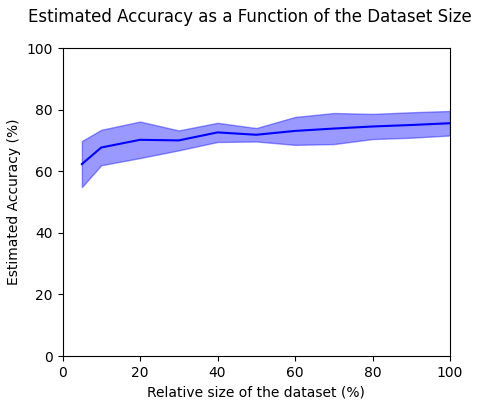 Estimated Accuracy as a Function of the Dataset Size
100
80
60
40
20
0
Estimated Accuracy (%)
0 20 40 60 80 100
Relative size of the dataset (%)